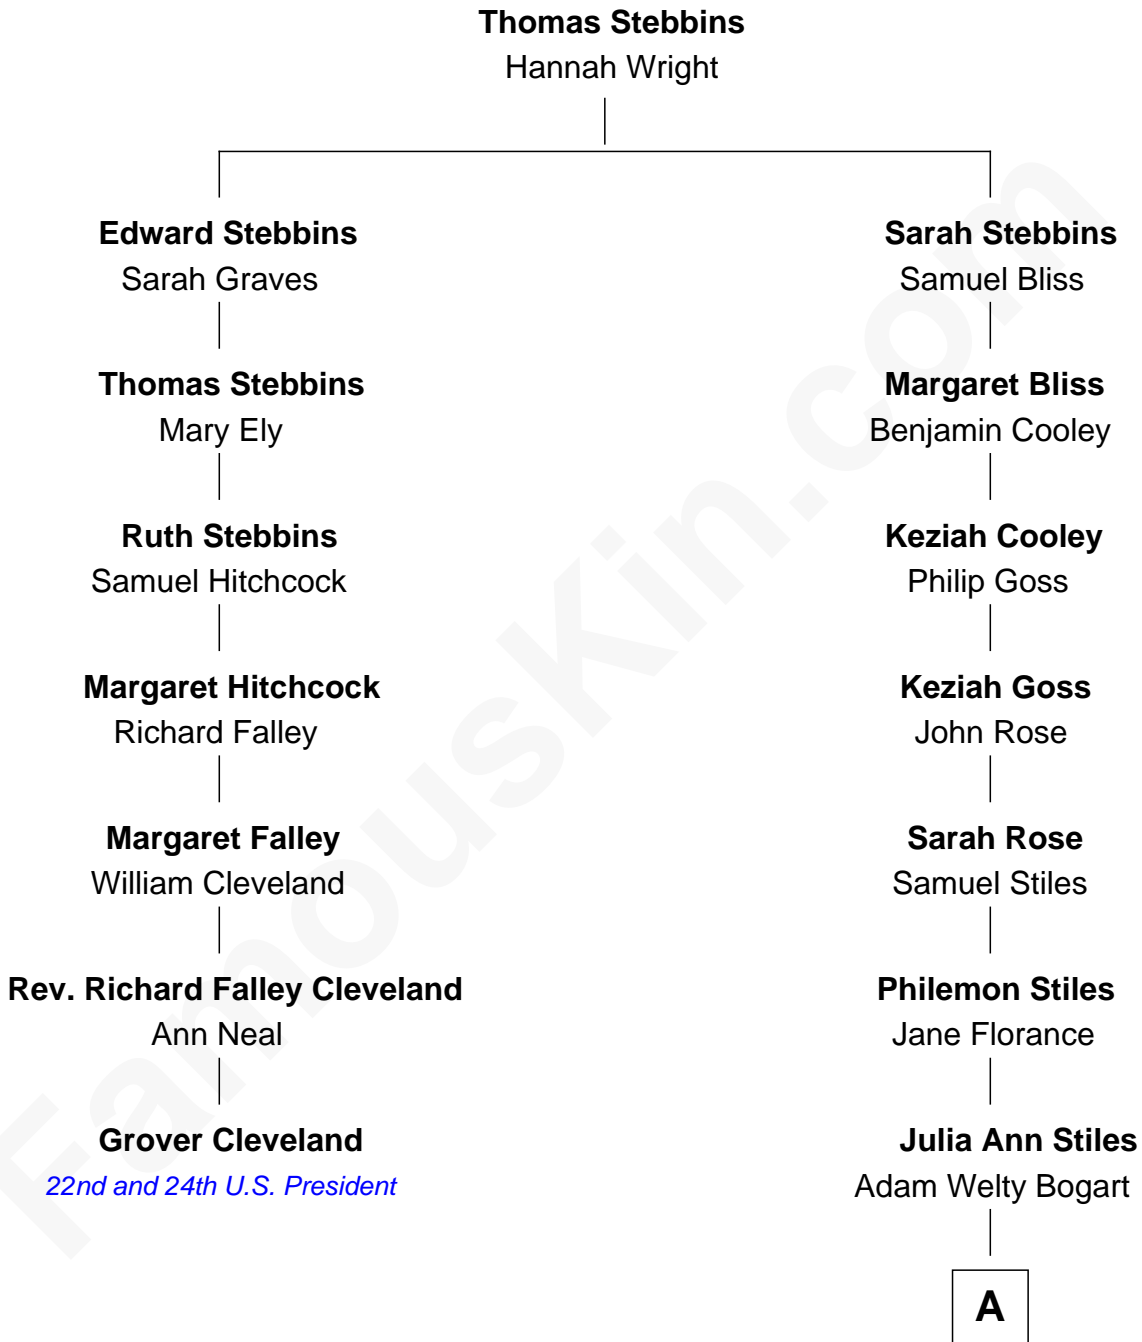 Thomas Stebbins
Hannah Wright
Edward Stebbins
Sarah Graves
Sarah Stebbins
Samuel Bliss
Thomas Stebbins
Mary Ely
Margaret Bliss
Benjamin Cooley
Ruth Stebbins
Samuel Hitchcock
Keziah Cooley
Philip Goss
Margaret Hitchcock
Richard Falley
Keziah Goss
John Rose
Margaret Falley
William Cleveland
Sarah Rose
Samuel Stiles
Rev. Richard Falley Cleveland
Ann Neal
Philemon Stiles
Jane Florance
Grover Cleveland
22nd and 24th U.S. President
Julia Ann Stiles
Adam Welty Bogart
A
FamousKin.com